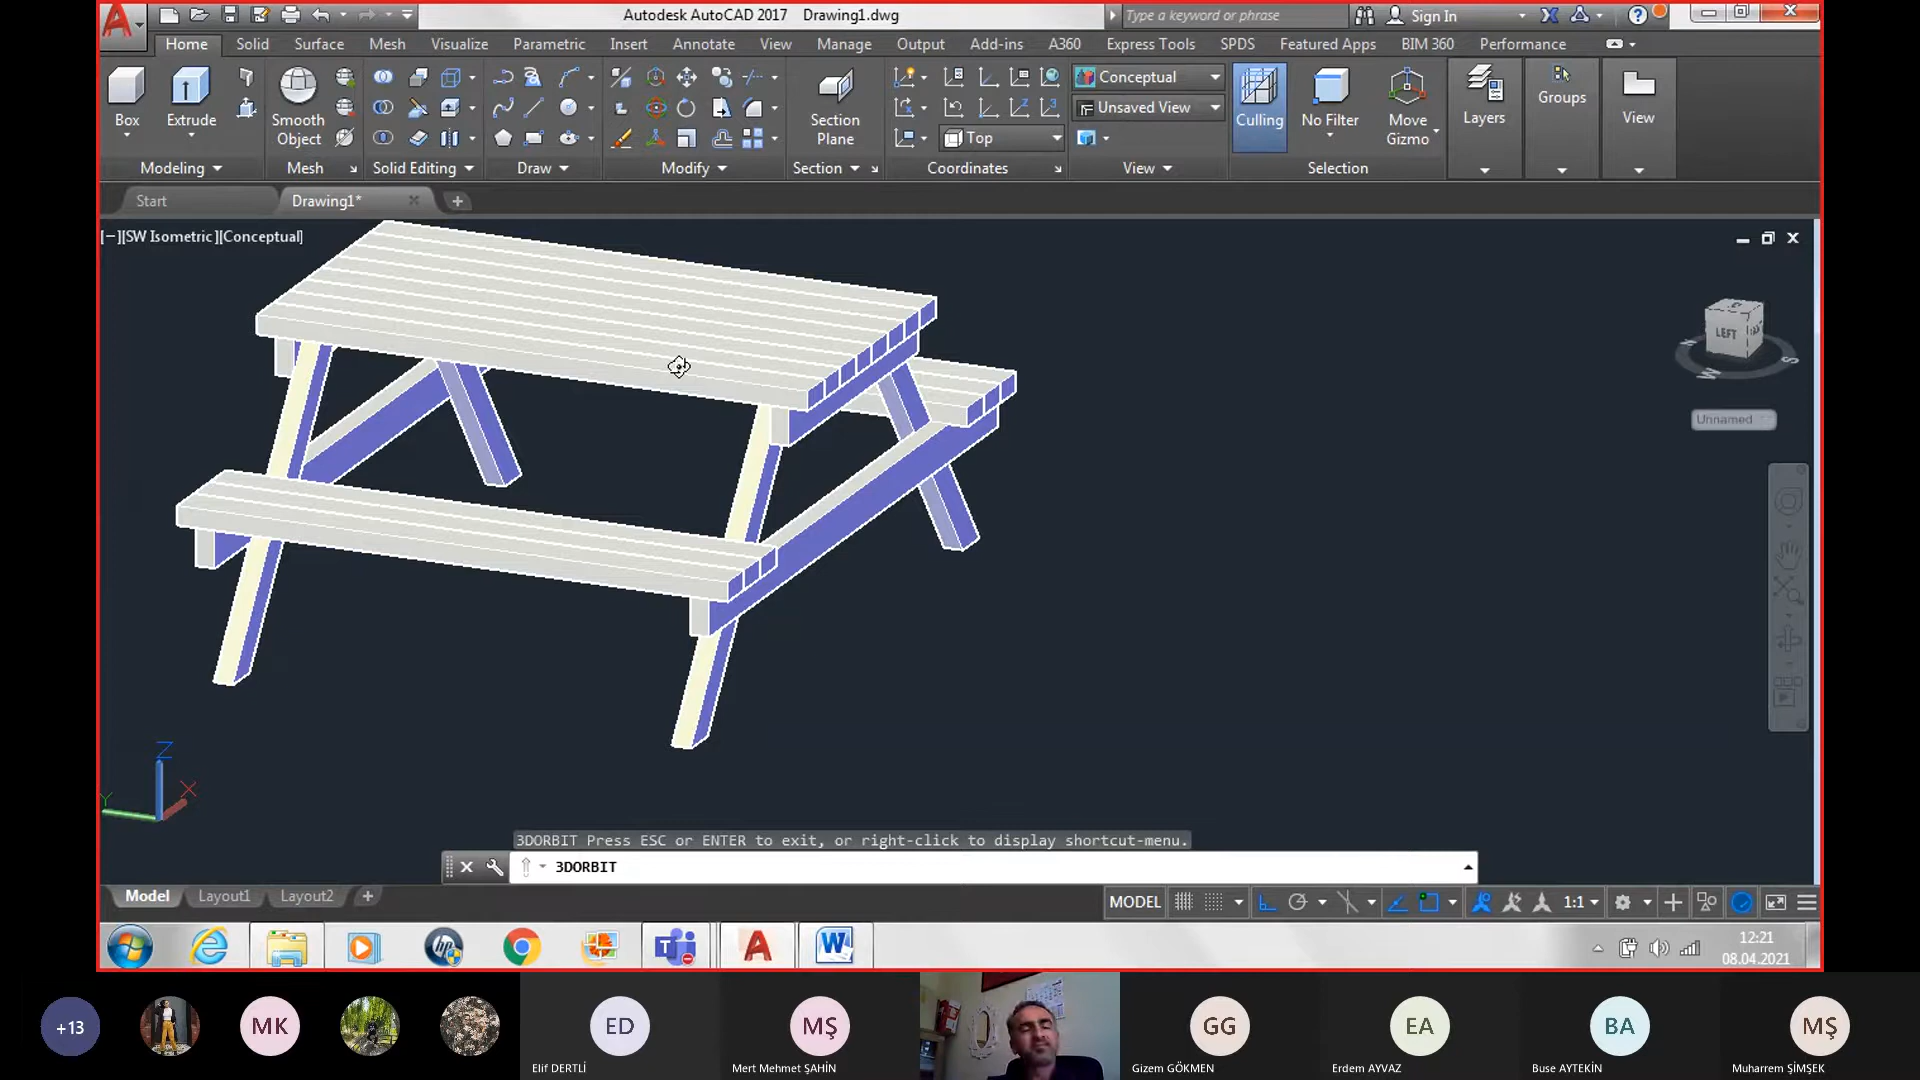 Autodesk AutoCAD 2017 Drawing1.dwg
Type a keyword or phrase
Sign In
Home Solid Surface Mesh Visualize Parametric Insert Annotate View Manage Output Add-ins A360 Express Tools SPDS Featured Apps BIM 360 Performance
Box
Extrude
Smooth
Object
Section
Plane
Top
Conceptual
Unsaved View
Culling
No Filter
Move
Gizmo
Layers
Groups
View
Modeling Mesh Solid Editing Draw Modify Section Coordinates View Selection
Start Drawing1*
[−][SW Isometric][Conceptual]
LEFT
N
S
W
Unnamed
Z
X
Y
3DORBIT Press ESC or ENTER to exit, or right-click to display shortcut-menu.
3DORBIT
Model Layout1 Layout2
MODEL
1:1
12:21
08.04.2021
+13
MK
ED
MŞ
GG
EA
BA
MŞ
Elif DERTLİ
Mert Mehmet ŞAHİN
Gizem GÖKMEN
Erdem AYVAZ
Buse AYTEKİN
Muharrem ŞİMŞEK